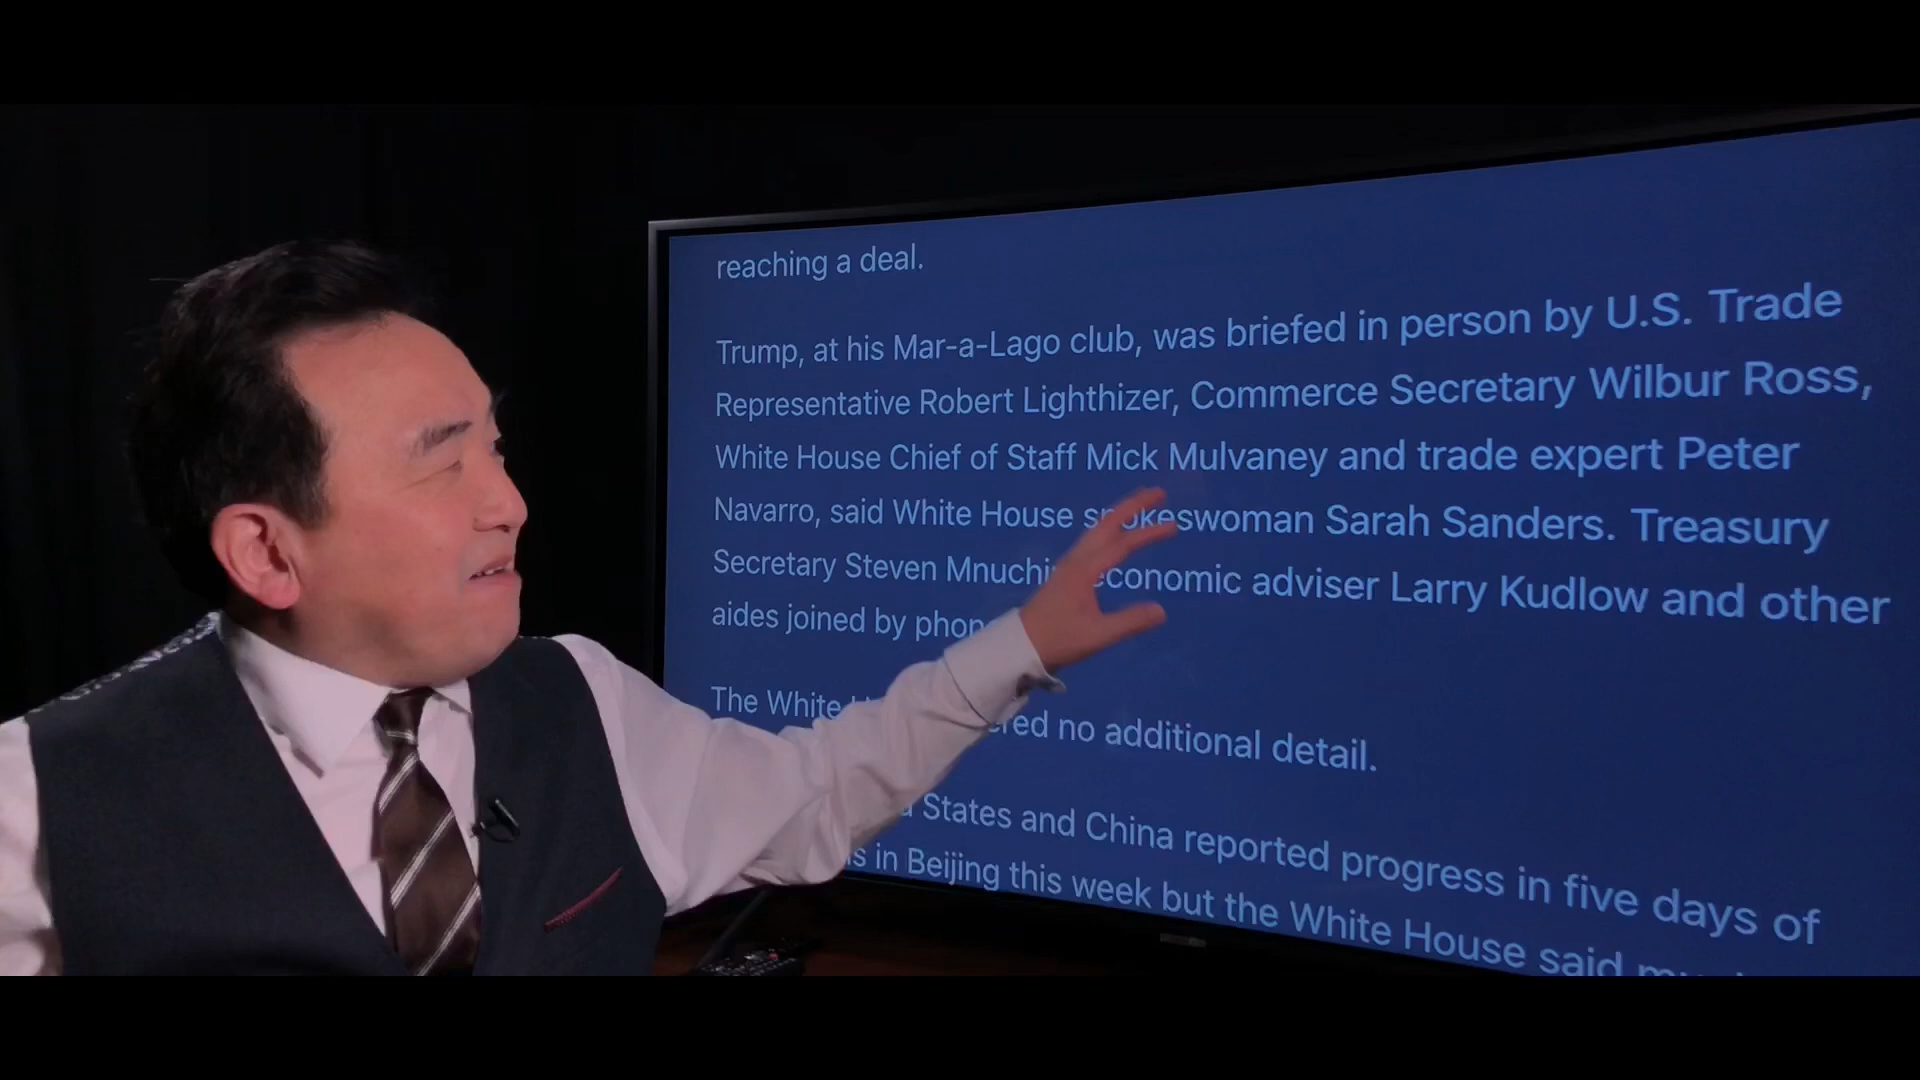 reaching a deal.
Trump, at his Mar-a-Lago club, was briefed in person by U.S. Trade
Representative Robert Lighthizer, Commerce Secretary Wilbur Ross,
White House Chief of Staff Mick Mulvaney and trade expert Peter
Navarro, said White House spokeswoman Sarah Sanders. Treasury
Secretary Steven Mnuchin economic adviser Larry Kudlow and other
aides joined by phone
The White no additional detail.
States and China reported progress in five days of
in Beijing this week but the White House said